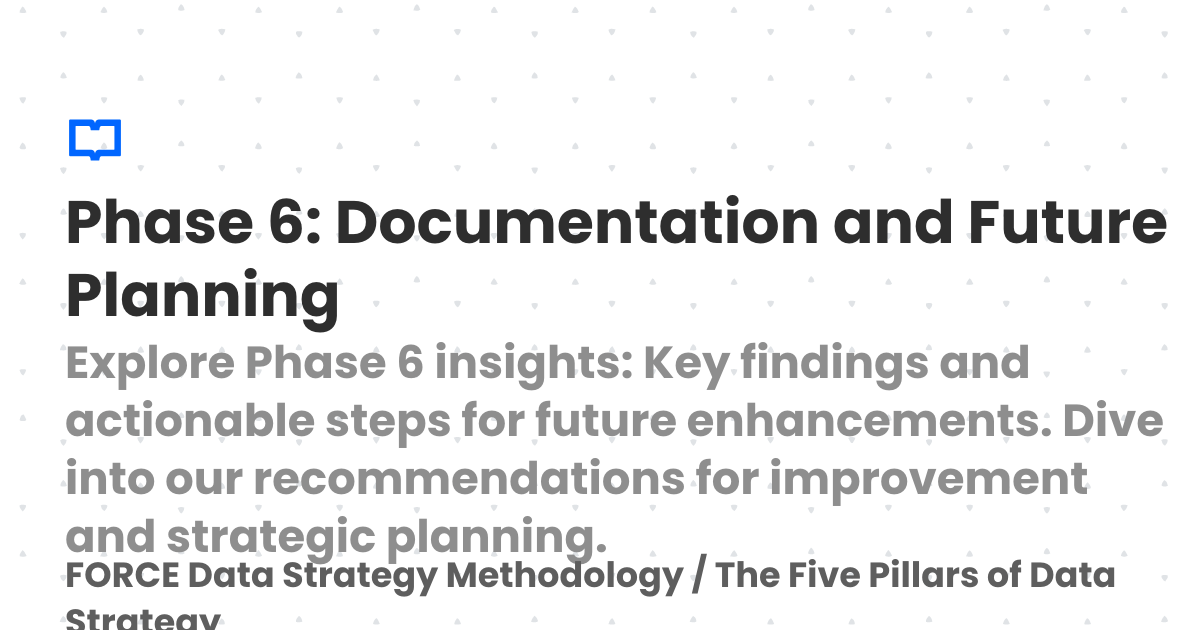 Phase 6: Documentation and Future
Planning
Explore Phase 6 insights: Key findings and
actionable steps for future enhancements. Dive
into our recommendations for improvement
and strategic planning.
FORCE Data Strategy Methodology / The Five Pillars of Data
Strategy